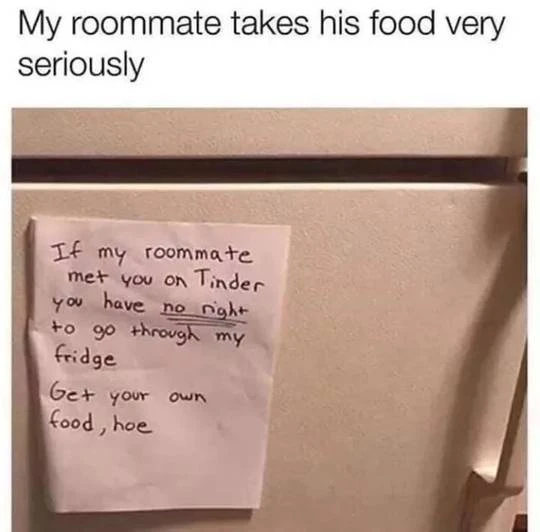 My roommate takes his food very
seriously
If my roommate
met you on Tinder
you have no right
to go through my
fridge
Get your own
food, hoe